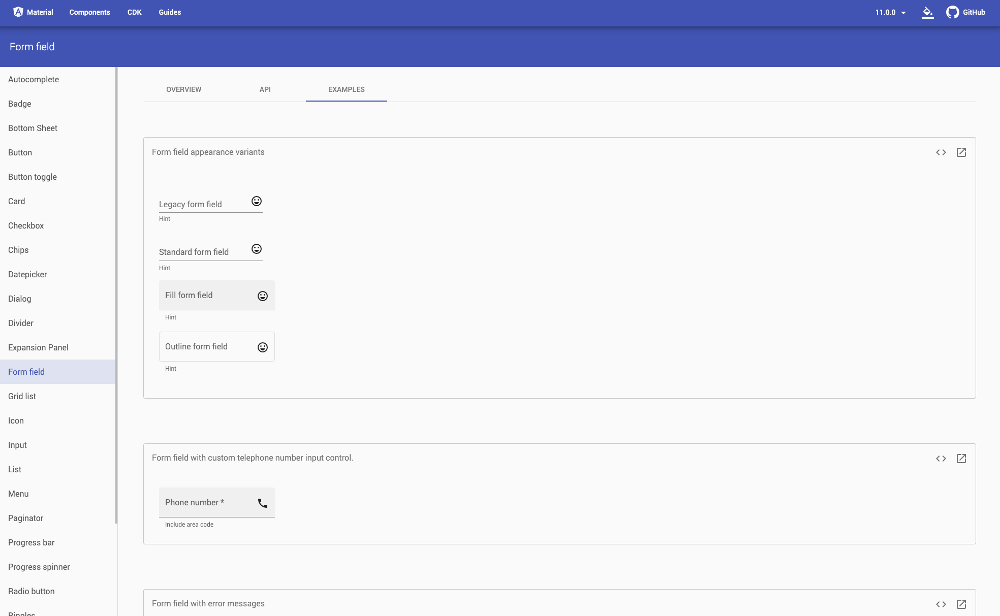 Material Components CDK Guides 11.0.0 GitHub
Form field
Autocomplete
Badge
Bottom Sheet
Button
Button toggle
Card
Checkbox
Chips
Datepicker
Dialog
Divider
Expansion Panel
Form field
Grid list
Icon
Input
List
Menu
Paginator
Progress bar
Progress spinner
Radio button
Ripples
OVERVIEW API EXAMPLES
Form field appearance variants
Legacy form field
Hint
Standard form field
Hint
Fill form field
Hint
Outline form field
Hint
Form field with custom telephone number input control.
Phone number *
Include area code
Form field with error messages